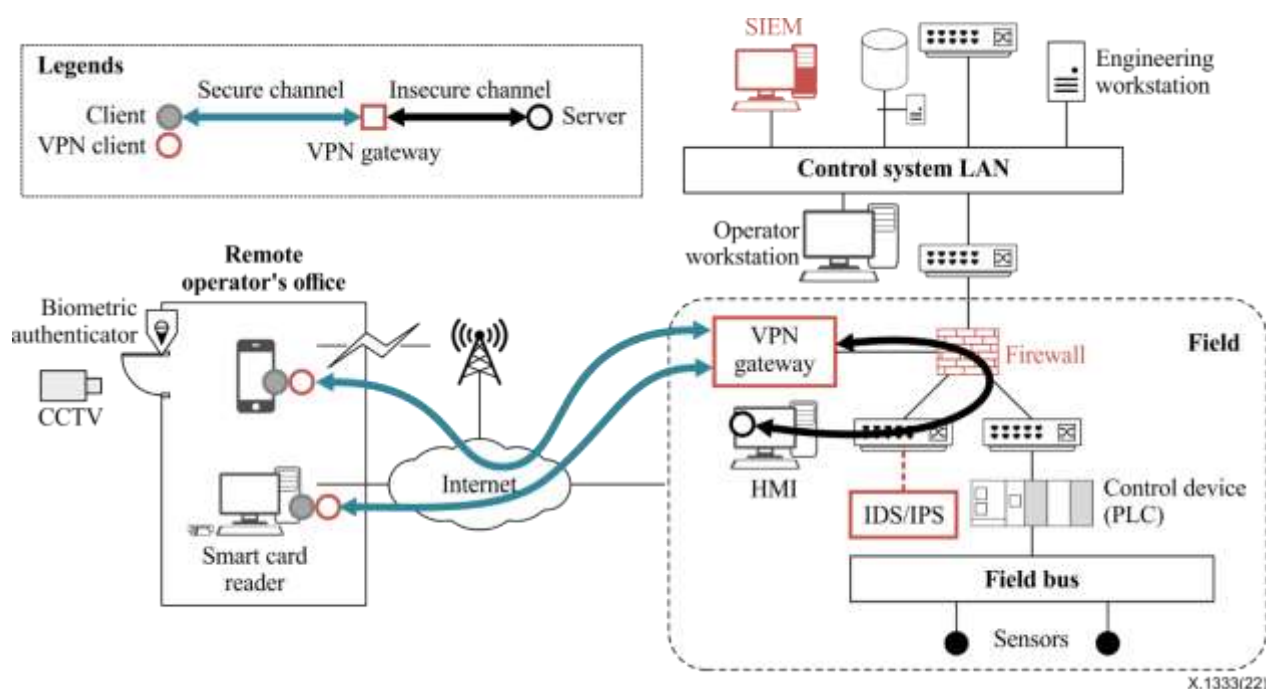 Legends
Client
VPN client
Secure channel
VPN gateway
Insecure channel
Server
SIEM
Engineering
workstation
Control system LAN
Operator
workstation
Remote
operator's office
Biometric
authenticator
CCTV
Smart card
reader
Internet
VPN
gateway
Firewall
Field
HMI
IDS/IPS
Control device
(PLC)
Field bus
Sensors
X.1333(22)